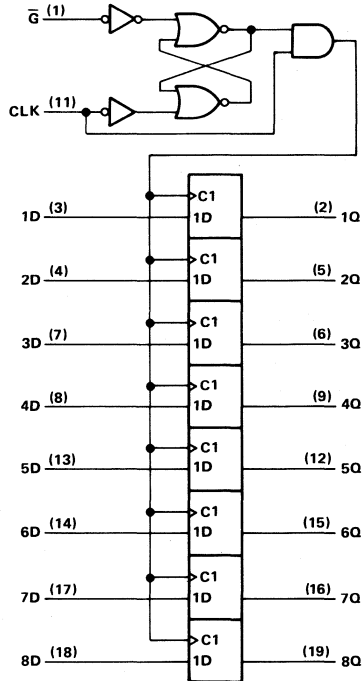 G̅ (1)
CLK (11)
C1
1D (3) 1D (2) 1Q
C1
2D (4) 1D (5) 2Q
C1
3D (7) 1D (6) 3Q
C1
4D (8) 1D (9) 4Q
C1
5D (13) 1D (12) 5Q
C1
6D (14) 1D (15) 6Q
C1
7D (17) 1D (16) 7Q
C1
8D (18) 1D (19) 8Q